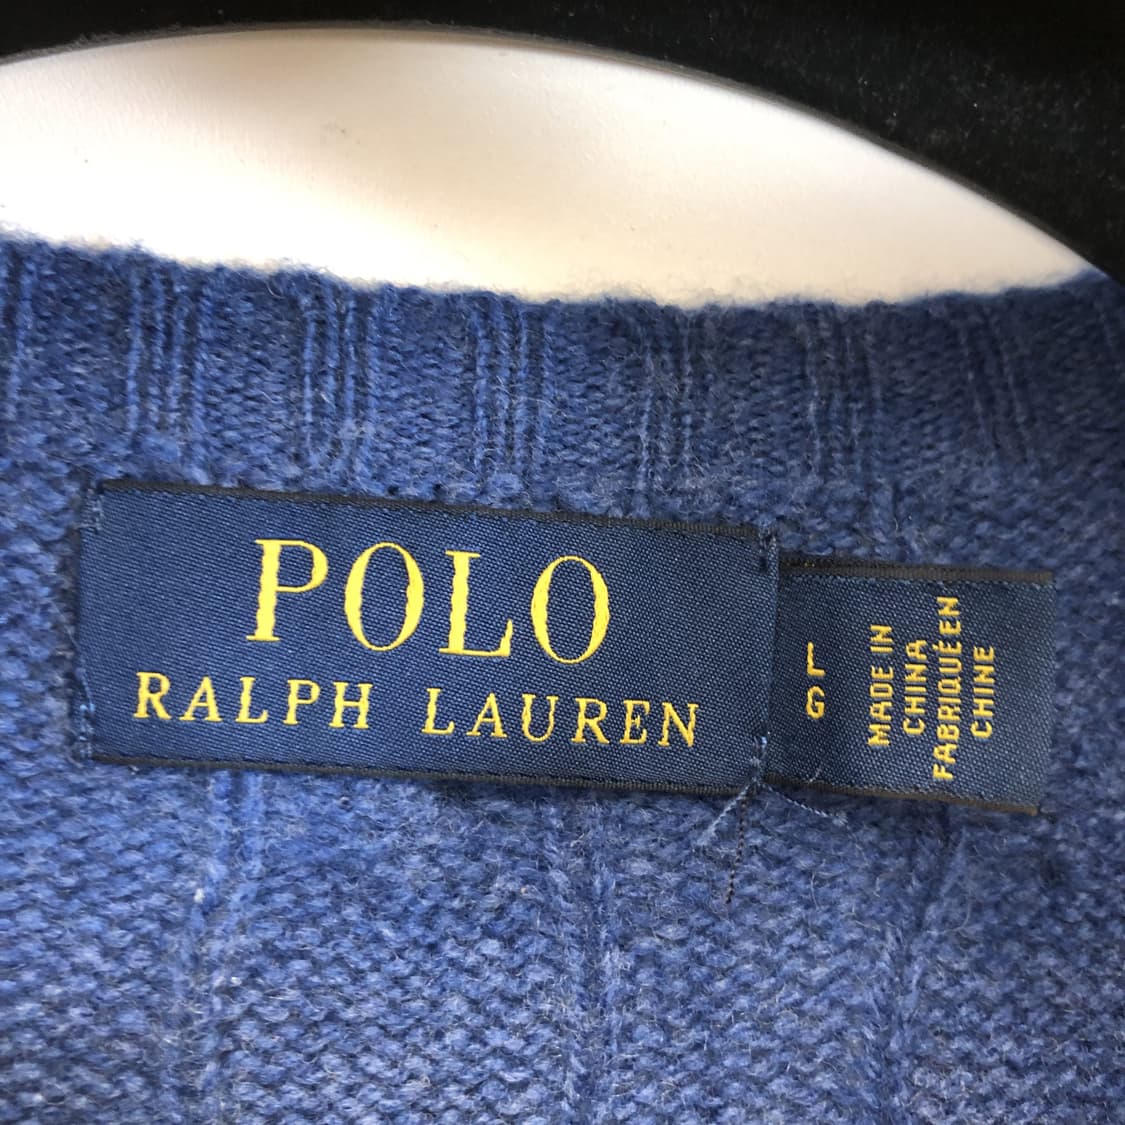 POLO
RALPH LAUREN
L
G
MADE IN
CHINA
FABRIQUÉ EN
CHINE